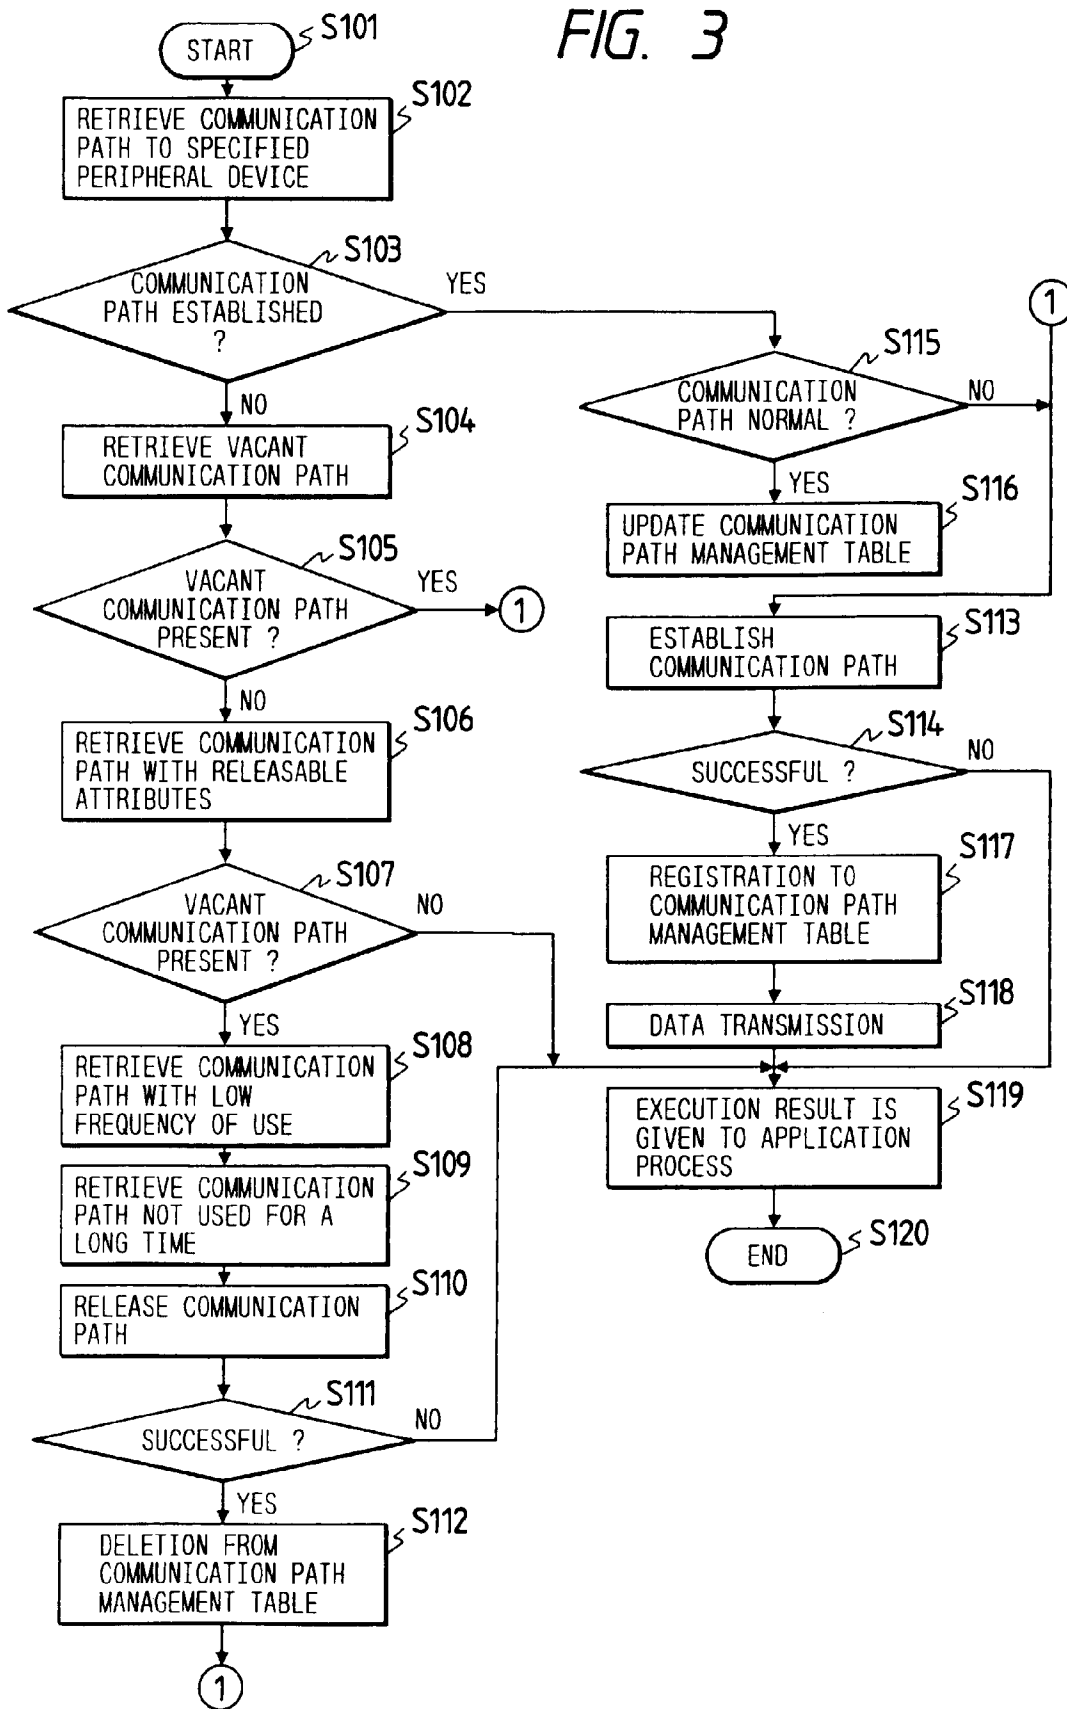 FIG. 3
START
S101
RETRIEVE COMMUNICATION
PATH TO SPECIFIED
PERIPHERAL DEVICE
S102
COMMUNICATION
PATH ESTABLISHED
?
S103
YES
NO
RETRIEVE VACANT
COMMUNICATION PATH
S104
VACANT
COMMUNICATION PATH
PRESENT ?
S105
YES
1
NO
RETRIEVE COMMUNICATION
PATH WITH RELEASABLE
ATTRIBUTES
S106
VACANT
COMMUNICATION PATH
PRESENT ?
S107
NO
YES
RETRIEVE COMMUNICATION
PATH WITH LOW
FREQUENCY OF USE
S108
RETRIEVE COMMUNICATION
PATH NOT USED FOR A
LONG TIME
S109
RELEASE COMMUNICATION
PATH
S110
SUCCESSFUL ?
S111
NO
YES
DELETION FROM
COMMUNICATION PATH
MANAGEMENT TABLE
S112
1
1
COMMUNICATION
PATH NORMAL ?
S115
NO
YES
UPDATE COMMUNICATION
PATH MANAGEMENT TABLE
S116
ESTABLISH
COMMUNICATION PATH
S113
SUCCESSFUL ?
S114
NO
YES
REGISTRATION TO
COMMUNICATION PATH
MANAGEMENT TABLE
S117
DATA TRANSMISSION
S118
EXECUTION RESULT IS
GIVEN TO APPLICATION
PROCESS
S119
END
S120